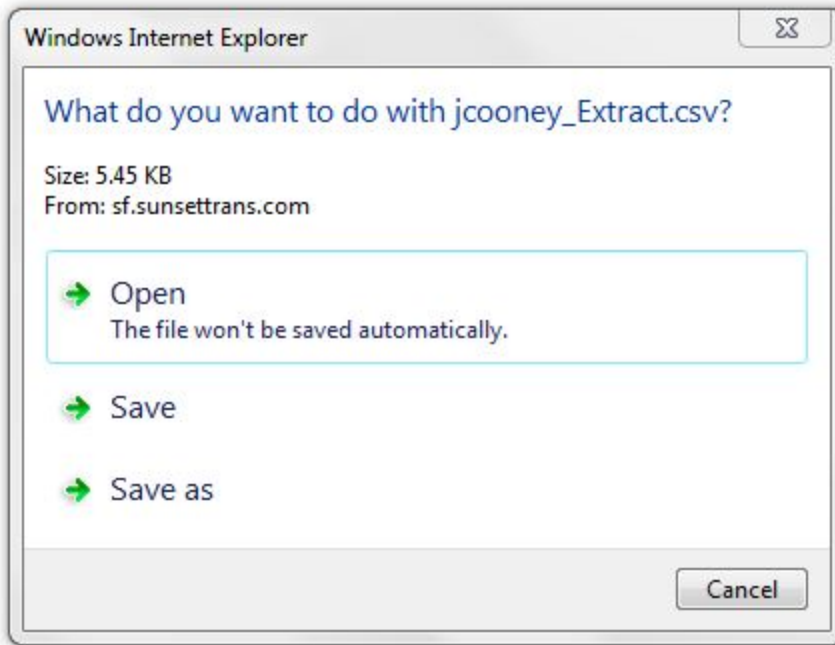 Windows Internet Explorer
What do you want to do with jcooney_Extract.csv?
Size: 5.45 KB
From: sf.sunsettrans.com
Open
The file won't be saved automatically.
Save
Save as
Cancel